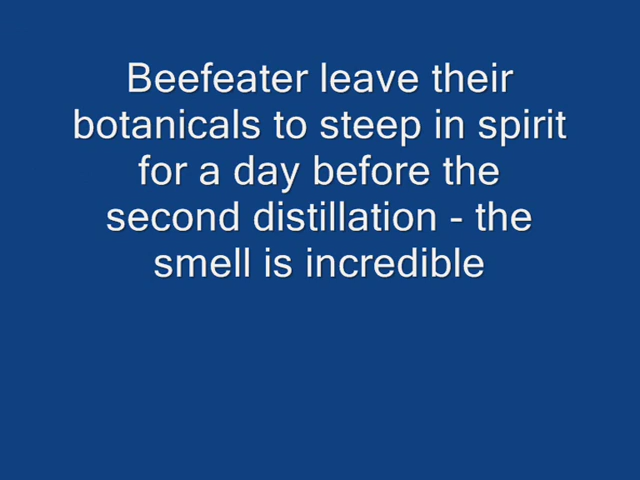 Beefeater leave their
botanicals to steep in spirit
for a day before the
second distillation - the
smell is incredible